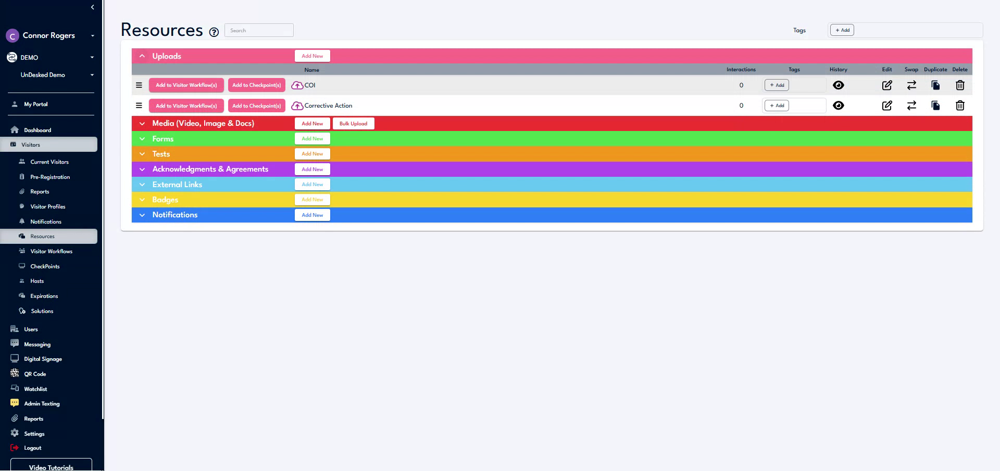 C Connor Rogers
DEMO
UnDesked Demo
My Portal
Dashboard
Visitors
Current Visitors
Pre-Registration
Reports
Visitor Profiles
Notifications
Resources
Visitor Workflows
CheckPoints
Hosts
Expirations
Solutions
Users
Messaging
Digital Signage
QR Code
Watchlist
Admin Texting
Reports
Settings
Logout
Video Tutorials
Resources ? Search Tags + Add
Uploads Add New
Name Interactions Tags History Edit Swap Duplicate Delete
Add to Visitor Workflow(s) Add to Checkpoint(s) COI 0 + Add
Add to Visitor Workflow(s) Add to Checkpoint(s) Corrective Action 0 + Add
Media (Video, Image & Docs) Add New Bulk Upload
Forms Add New
Tests Add New
Acknowledgments & Agreements Add New
External Links Add New
Badges Add New
Notifications Add New